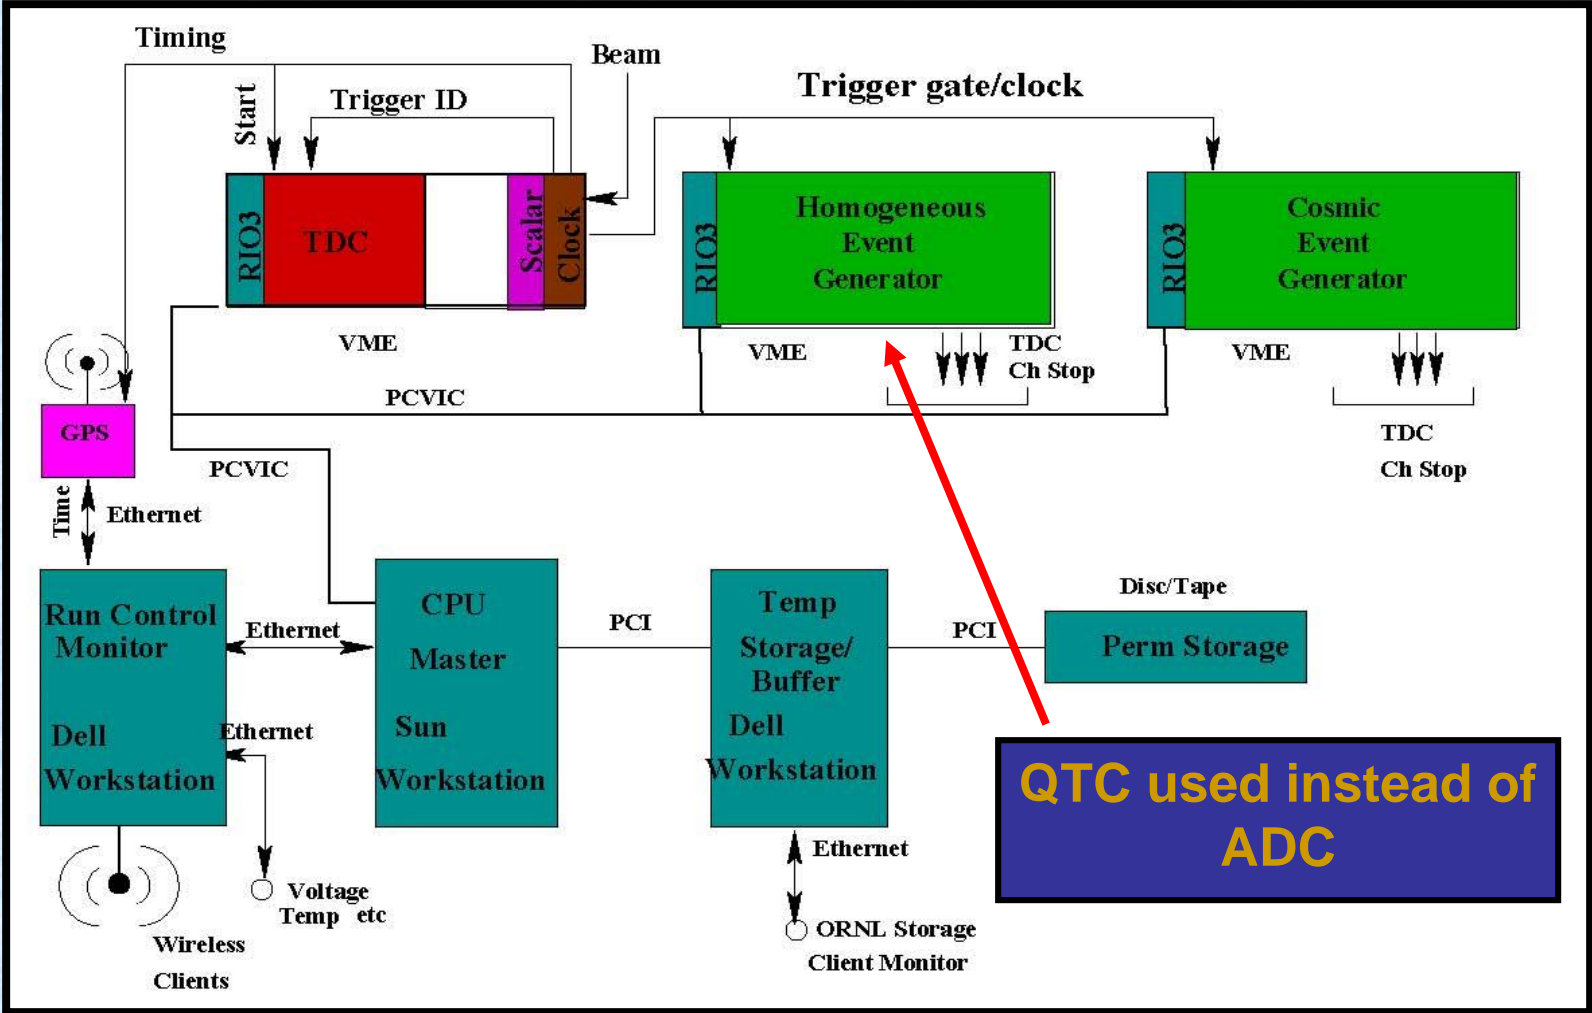 Timing
Beam
Trigger gate/clock
Start
Trigger ID
RIO3
TDC
Scalar
Clock
RIO3
Homogeneous
Event
Generator
RIO3
Cosmic
Event
Generator
VME
VME
TDC
Ch Stop
VME
PCVIC
GPS
TDC
Ch Stop
PCVIC
Time
Ethernet
Run Control
Monitor
Dell
Workstation
Ethernet
Ethernet
CPU
Master
Sun
Workstation
PCI
Temp
Storage/
Buffer
Dell
Workstation
PCI
Disc/Tape
Perm Storage
QTC used instead of
ADC
Voltage
Temp etc
Wireless
Clients
Ethernet
ORNL Storage
Client Monitor